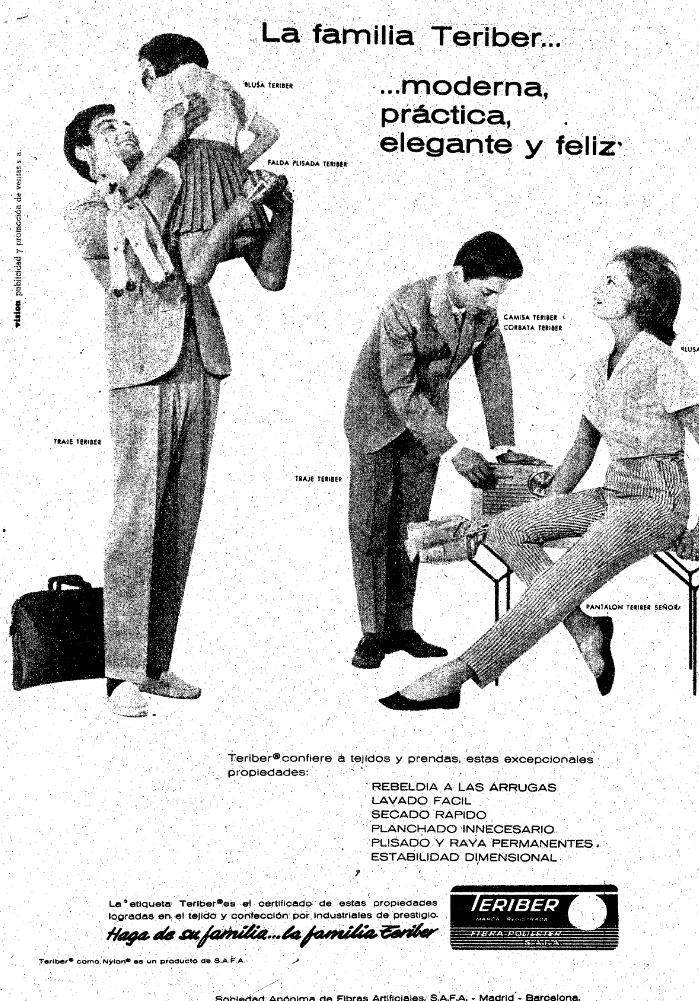 La familia Teriber...
...moderna,
práctica,
elegante y feliz
BLUSA TERIBER
FALDA PLISADA TERIBER
visión publicidad y promoción de ventas s. a.
CAMISA TERIBER
CORBATA TERIBER
BLUSA
TRAJE TERIBER
TRAJE TERIBER
PANTALON TERIBER SEÑORA
Teriber® confiere a tejidos y prendas, estas excepcionales
propiedades:
REBELDIA A LAS ARRUGAS
LAVADO FACIL
SECADO RAPIDO
PLANCHADO INNECESARIO
PLISADO Y RAYA PERMANENTES
ESTABILIDAD DIMENSIONAL
La etiqueta Teriber® es el certificado de estas propiedades
logradas en el tejido y confección por industriales de prestigio.
Haga de su familia...la familia Teriber
TERIBER
MARCA REGISTRADA
FIBRA POLIESTER
S.A.F.A.
Teriber® como Nylon® es un producto de S.A.F.A.
Sociedad Anónima de Fibras Artificiales, S.A.F.A. - Madrid - Barcelona.